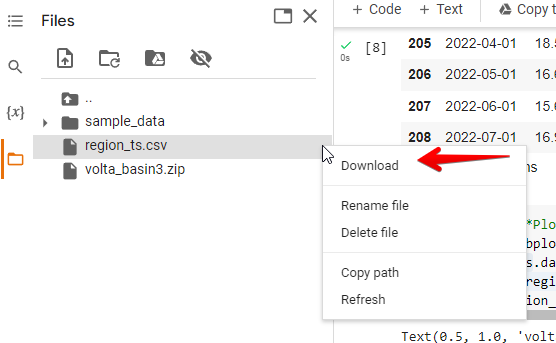 Files
{x}
..
sample_data
region_ts.csv
volta_basin3.zip
Download
Rename file
Delete file
Copy path
Refresh
+ Code + Text Copy t
[8]
0s
205 2022-04-01 18.5
206 2022-05-01 16.6
207 2022-06-01 15.6
208 2022-07-01 16.9
ns
*Plo
bplo
s.da
regi
ion_
Text(0.5, 1.0, 'volt